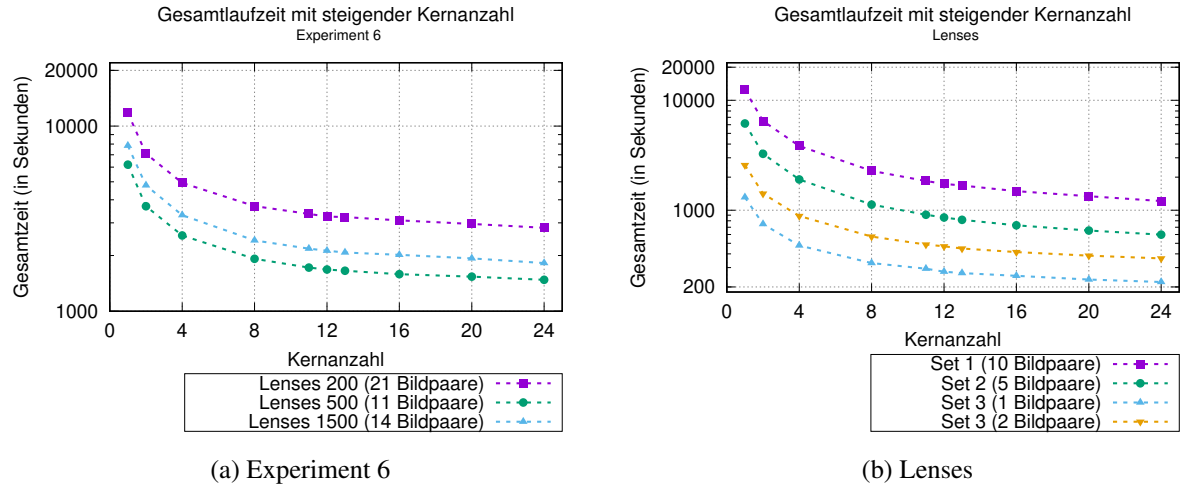 Gesamtlaufzeit mit steigender Kernanzahl
Experiment 6
Gesamtzeit (in Sekunden)
20000
10000
1000
0 4 8 12 16 20 24
Kernanzahl
Lenses 200 (21 Bildpaare)
Lenses 500 (11 Bildpaare)
Lenses 1500 (14 Bildpaare)
(a) Experiment 6
Gesamtlaufzeit mit steigender Kernanzahl
Lenses
Gesamtzeit (in Sekunden)
20000
10000
1000
200
0 4 8 12 16 20 24
Kernanzahl
Set 1 (10 Bildpaare)
Set 2 (5 Bildpaare)
Set 3 (1 Bildpaare)
Set 3 (2 Bildpaare)
(b) Lenses